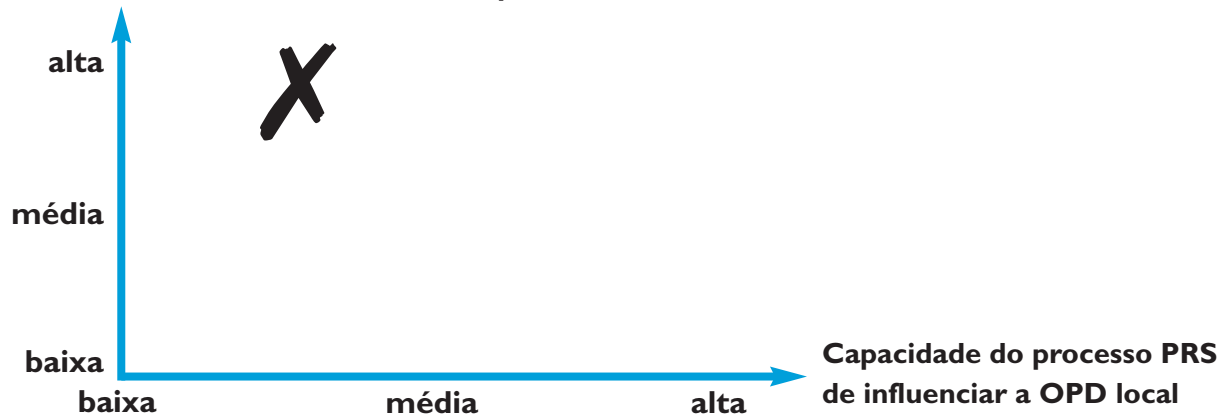 alta
média
baixa
baixa
média
alta
Capacidade do processo PRS
de influenciar a OPD local